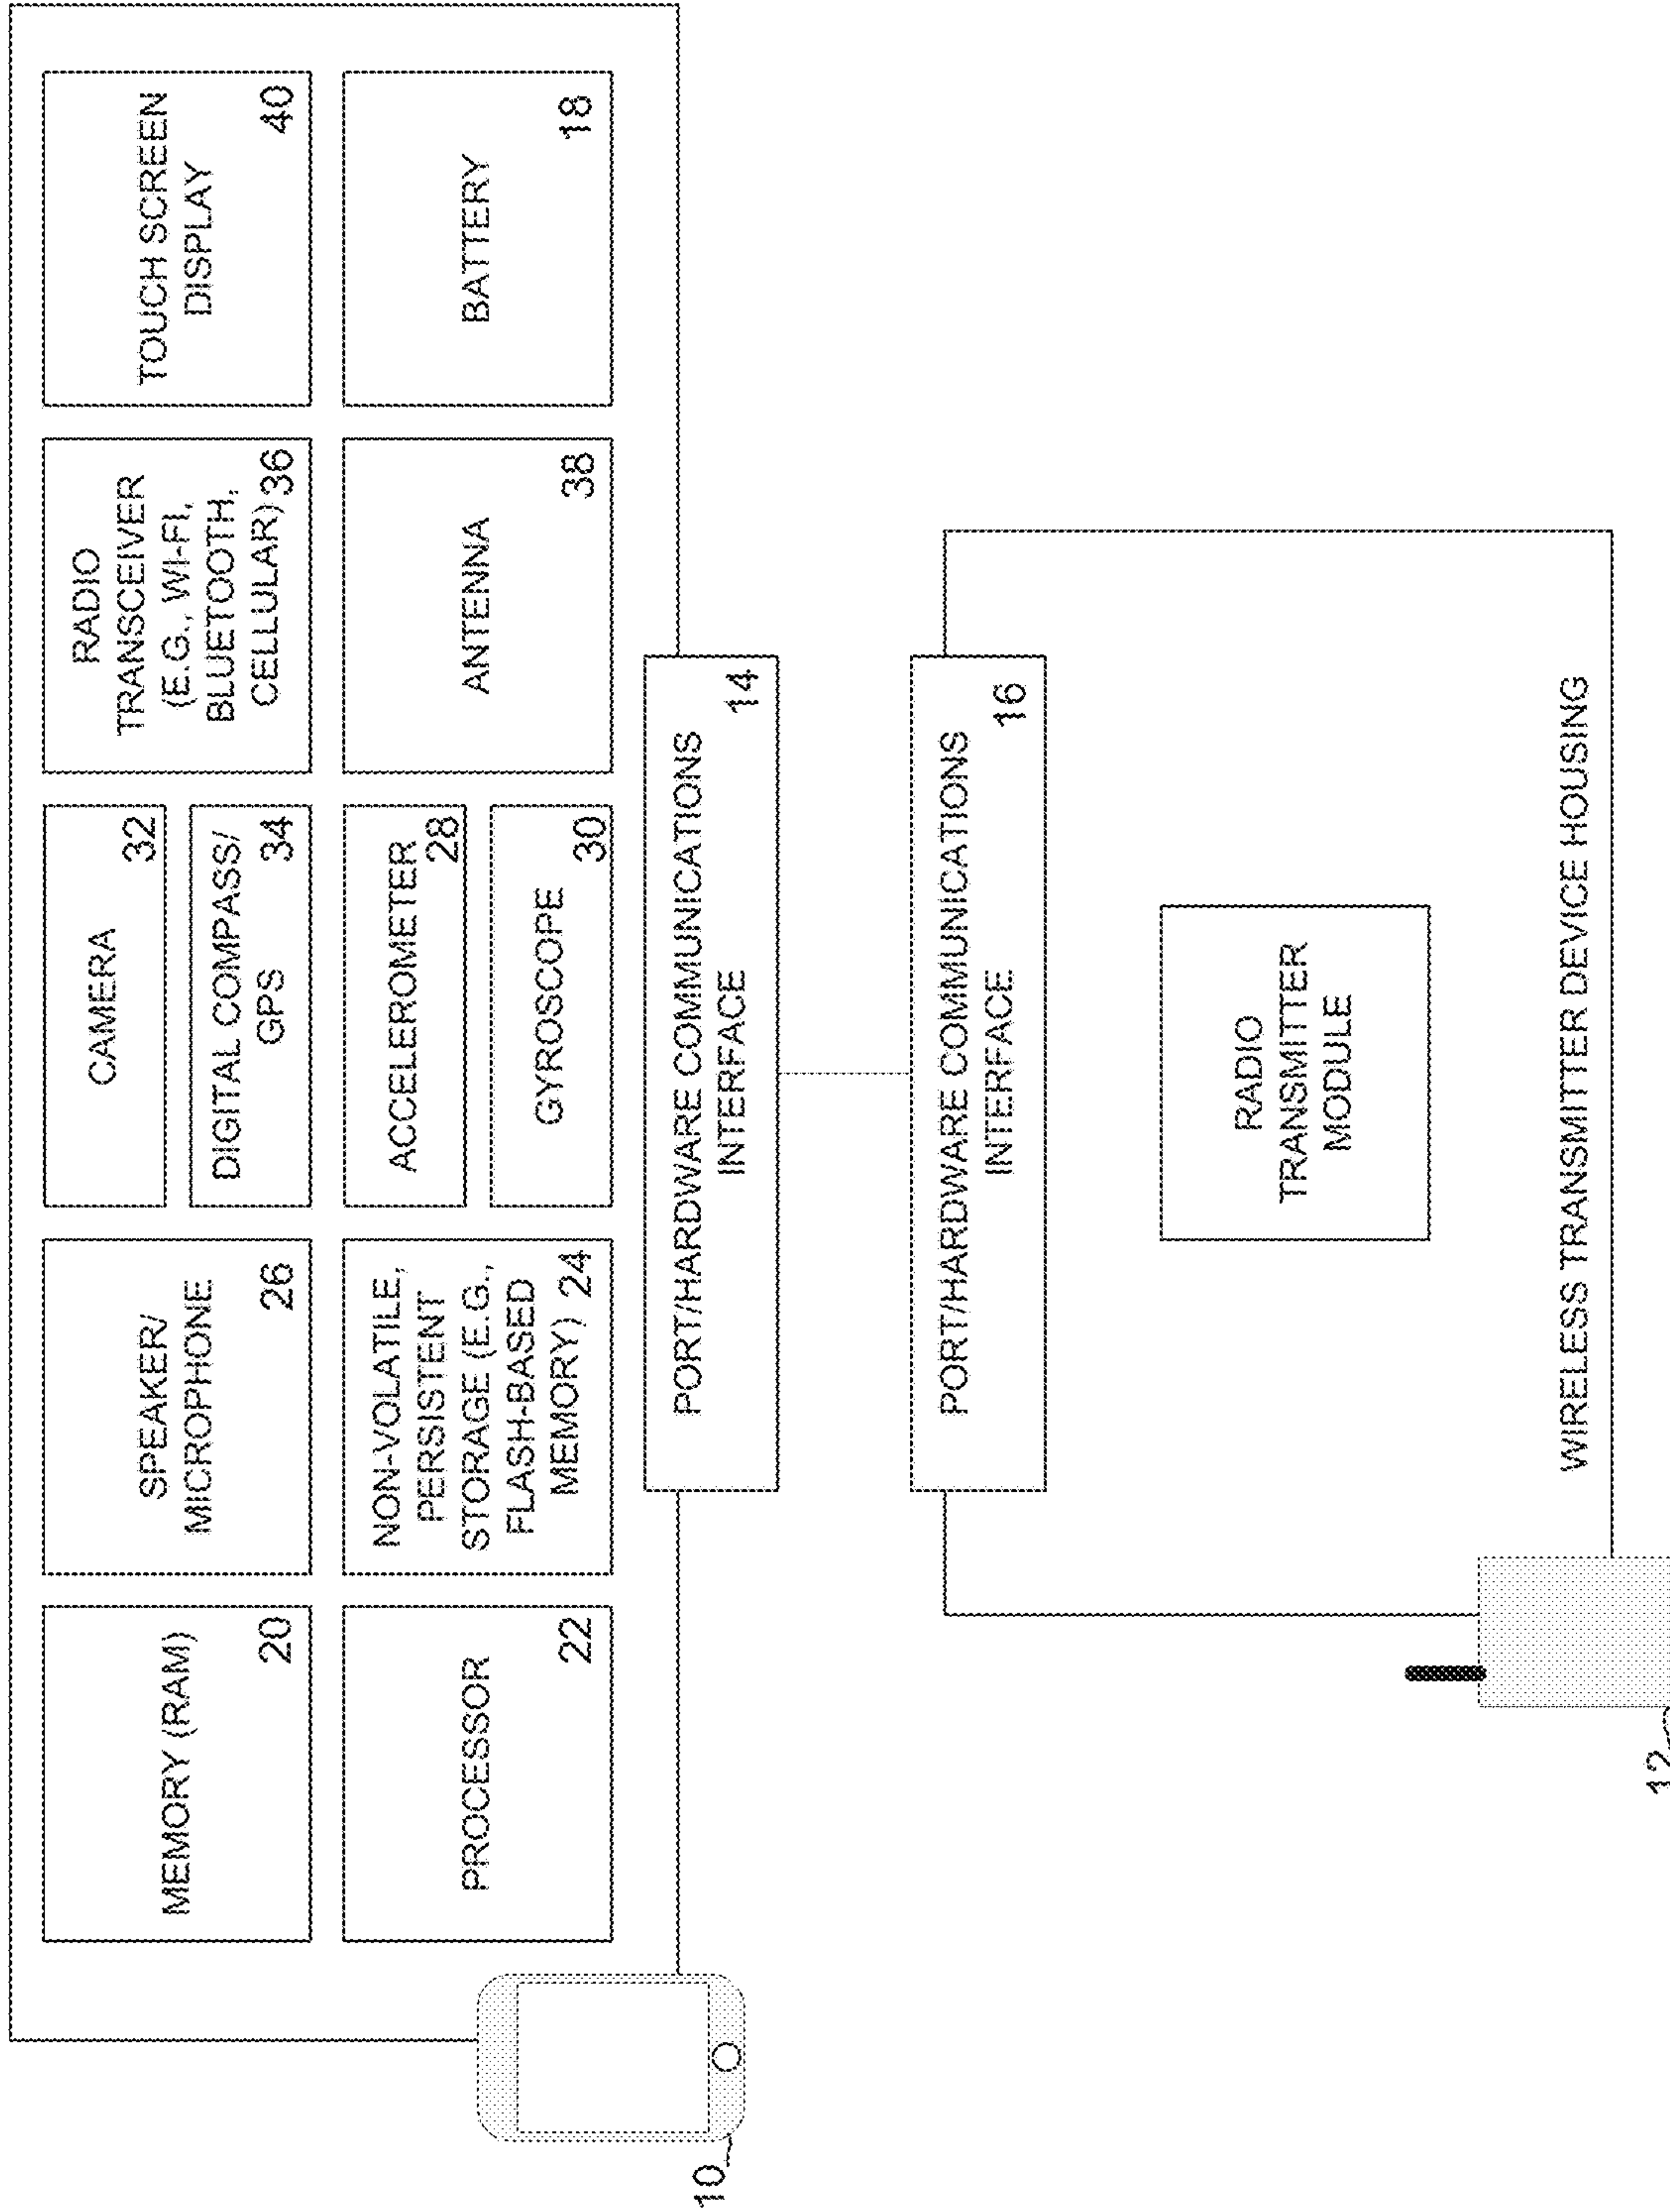 MEMORY (RAM)
20
SPEAKER/
MICROPHONE
26
CAMERA
32
DIGITAL COMPASS/
GPS
34
RADIO
TRANSCEIVER
(E.G., WI-FI,
BLUETOOTH,
CELLULAR) 36
TOUCH SCREEN
DISPLAY
40
PROCESSOR
22
NON-VOLATILE,
PERSISTENT
STORAGE (E.G.,
FLASH-BASED
MEMORY) 24
ACCELEROMETER
28
GYROSCOPE
30
ANTENNA
38
BATTERY
18
10
PORT/HARDWARE COMMUNICATIONS
INTERFACE
14
PORT/HARDWARE COMMUNICATIONS
INTERFACE
16
RADIO
TRANSMITTER
MODULE
WIRELESS TRANSMITTER DEVICE HOUSING
12